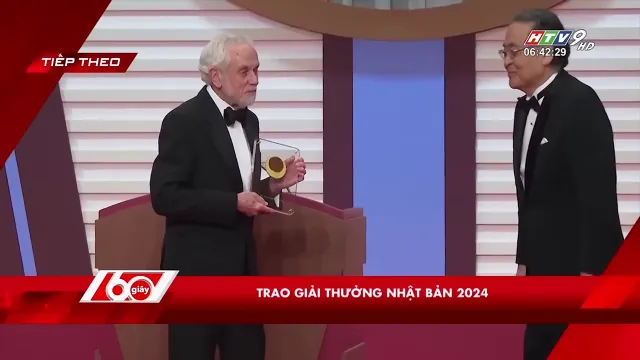 TIẾP THEO
HTV9 HD
06:42:29
60 giây
TRAO GIẢI THƯỞNG NHẬT BẢN 2024